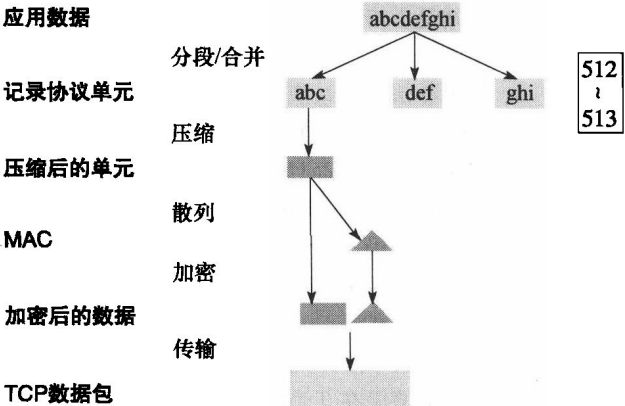 应用数据
abcdefghi
分段/合并
记录协议单元
abc
def
ghi
512
~
513
压缩
压缩后的单元
散列
MAC
加密
加密后的数据
传输
TCP数据包